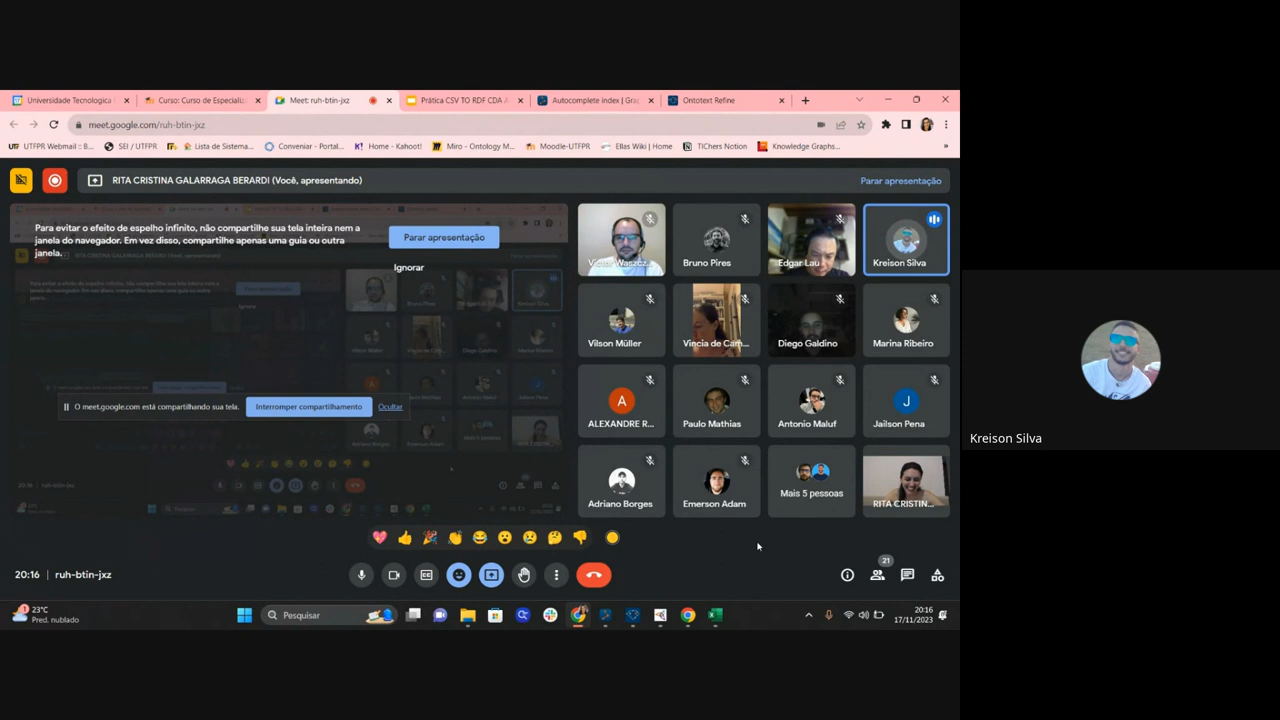 Universidade Tecnologica
Curso: Curso de Especializ
Meet: ruh-btin-jxz
Prática CSV TO RDF CDA A
Autocomplete index | Grap
Ontotext Refine
meet.google.com/ruh-btin-jxz
UTFPR Webmail :: B...
SEI / UTFPR
Lista de Sistema...
Conveniar - Portal...
Home - Kahoot!
Miro - Ontology M...
Moodle-UTFPR
Ellas Wiki | Home
TIChers Notion
Knowledge Graphs...
»
RITA CRISTINA GALARRAGA BERARDI (Você, apresentando)
Parar apresentação
Para evitar o efeito de espelho infinito, não compartilhe sua tela inteira nem a
janela do navegador. Em vez disso, compartilhe apenas uma guia ou outra
janela.
Parar apresentação
Ignorar
O meet.google.com está compartilhando sua tela.
Interromper compartilhamento
Ocultar
Bruno Pires
Edgar Lau
Kreison Silva
Vilson Müller
Vincia de Cam...
Diego Galdino
Marina Ribeiro
A
ALEXANDRE R...
Paulo Mathias
Antonio Maluf
J
Jailson Pena
Adriano Borges
Emerson Adam
Mais 5 pessoas
RITA CRISTIN...
20:16 | ruh-btin-jxz
21
1
23°C
Pred. nublado
Pesquisar
20:16
17/11/2023
Kreison Silva